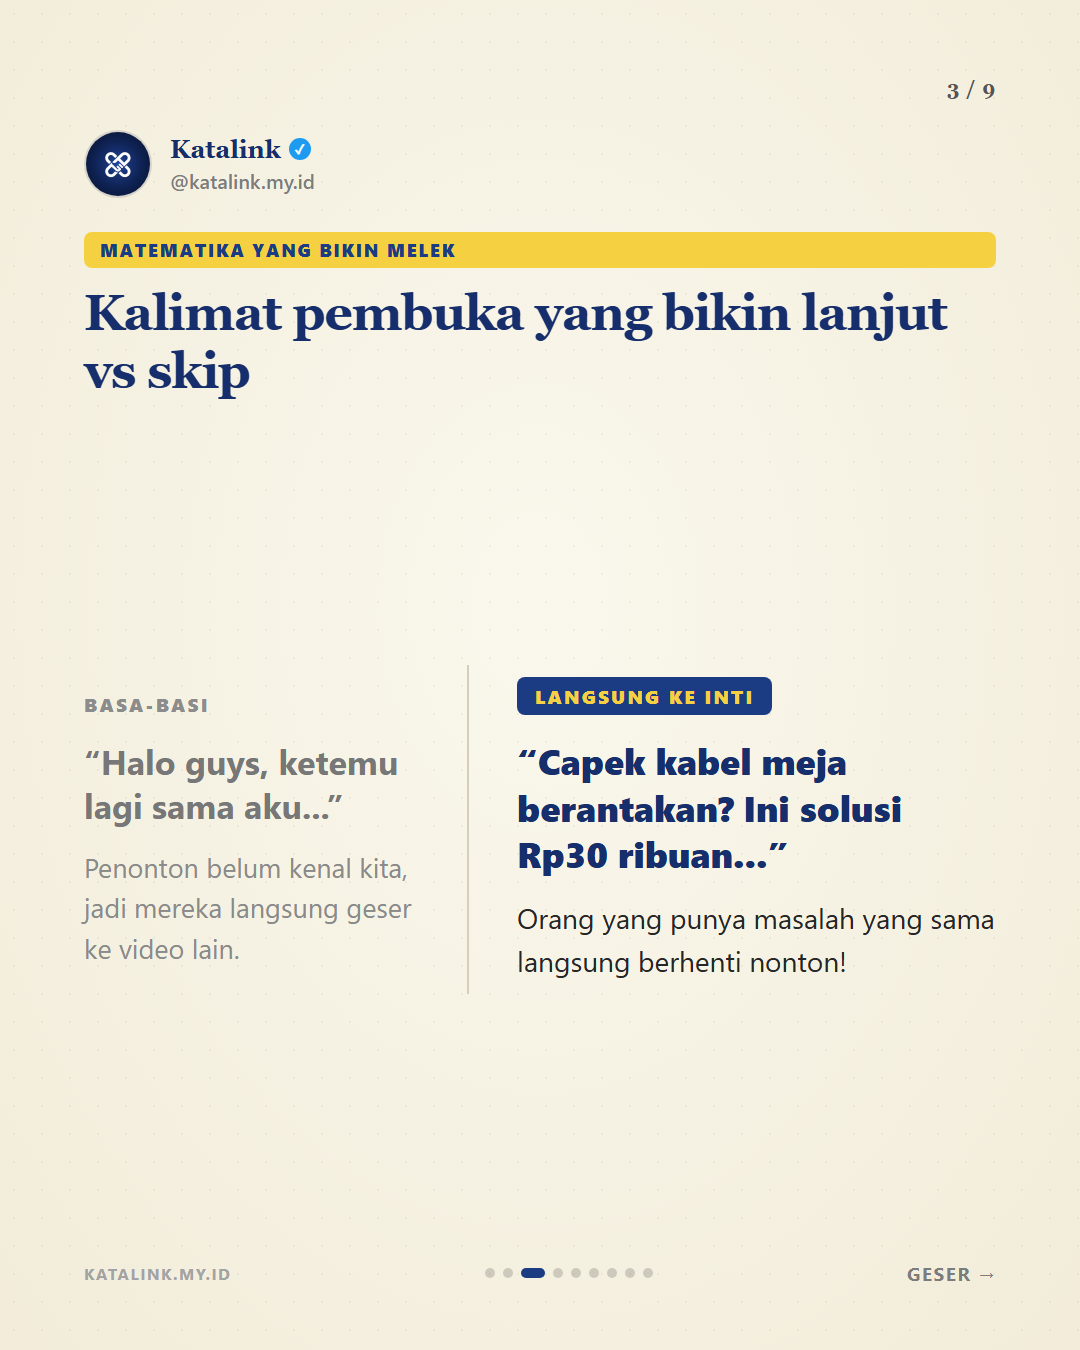 3 / 9
Katalink
@katalink.my.id
MATEMATIKA YANG BIKIN MELEK
Kalimat pembuka yang bikin lanjut
vs skip
BASA-BASI
“Halo guys, ketemu
lagi sama aku...”
Penonton belum kenal kita,
jadi mereka langsung geser
ke video lain.
LANGSUNG KE INTI
“Capek kabel meja
berantakan? Ini solusi
Rp30 ribuan...”
Orang yang punya masalah yang sama
langsung berhenti nonton!
KATALINK.MY.ID
GESER →